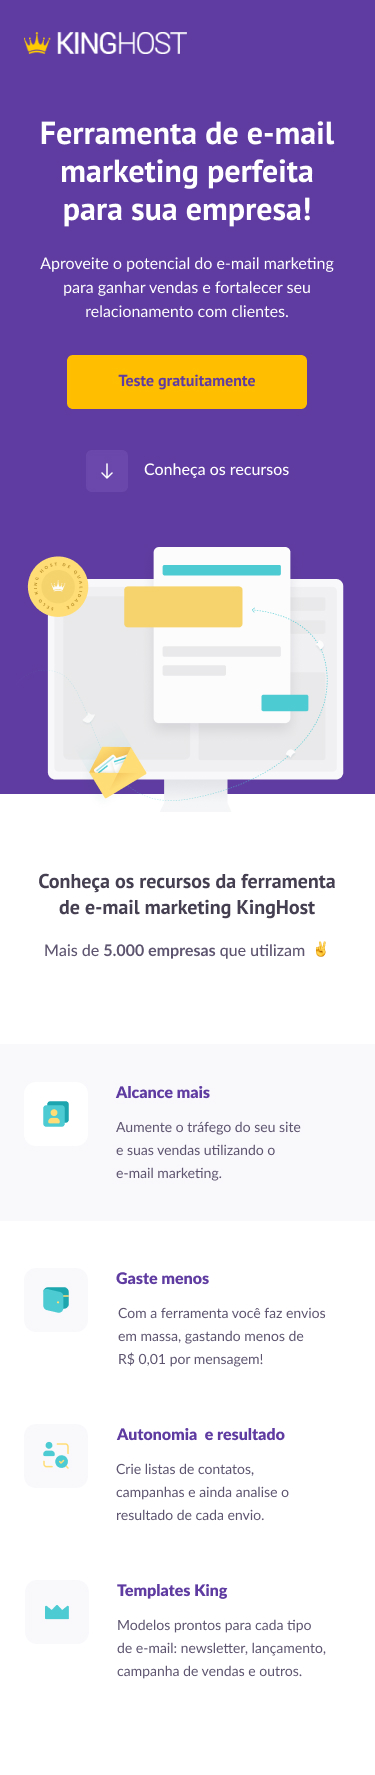 KINGHOST
Ferramenta de e-mail
marketing perfeita
para sua empresa!
Aproveite o potencial do e-mail marketing
para ganhar vendas e fortalecer seu
relacionamento com clientes.
Teste gratuitamente
Conheça os recursos
SELO KING HOST DE QUALIDADE
Conheça os recursos da ferramenta
de e-mail marketing KingHost
Mais de 5.000 empresas que utilizam ✌️
Alcance mais
Aumente o tráfego do seu site
e suas vendas utilizando o
e-mail marketing.
Gaste menos
Com a ferramenta você faz envios
em massa, gastando menos de
R$ 0,01 por mensagem!
Autonomia e resultado
Crie listas de contatos,
campanhas e ainda analise o
resultado de cada envio.
Templates King
Modelos prontos para cada tipo
de e-mail: newsletter, lançamento,
campanha de vendas e outros.